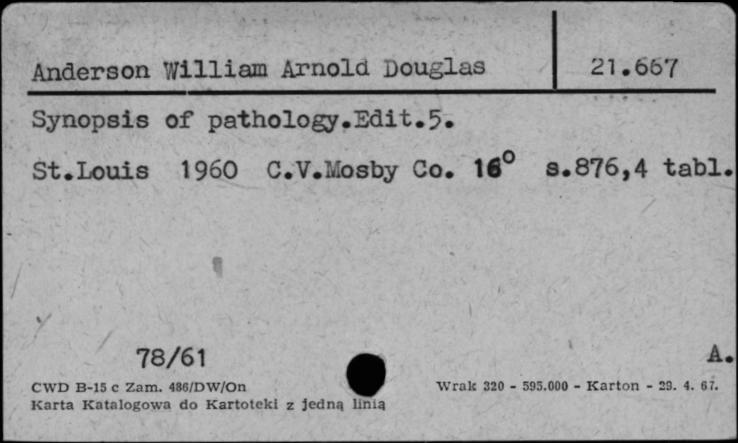 Anderson William Arnold Douglas 21.667
Synopsis of pathology.Edit.5.
St.Louis 1960 C.V.Mosby Co. 16° s.876,4 tabl.
78/61 A.
CWD B-15 c Zam. 486/DW/On Wrak 320 - 595.000 - Karton - 29. 4. 67.
Karta Katalogowa do Kartoteki z jedną linią